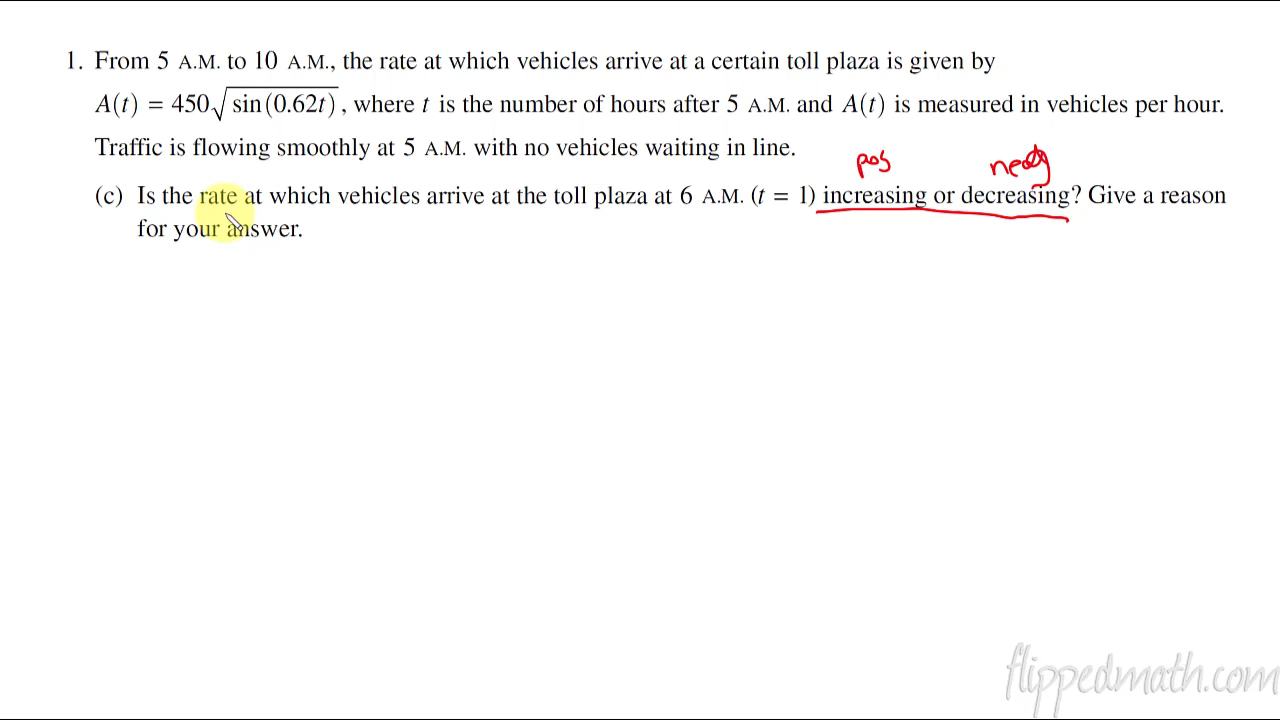 1. From 5 A.M. to 10 A.M., the rate at which vehicles arrive at a certain toll plaza is given by
A(t) = 450√sin(0.62t), where t is the number of hours after 5 A.M. and A(t) is measured in vehicles per hour.
Traffic is flowing smoothly at 5 A.M. with no vehicles waiting in line.
pos neg
(c) Is the rate at which vehicles arrive at the toll plaza at 6 A.M. (t = 1) increasing or decreasing? Give a reason
for your answer.
flippedmath.com